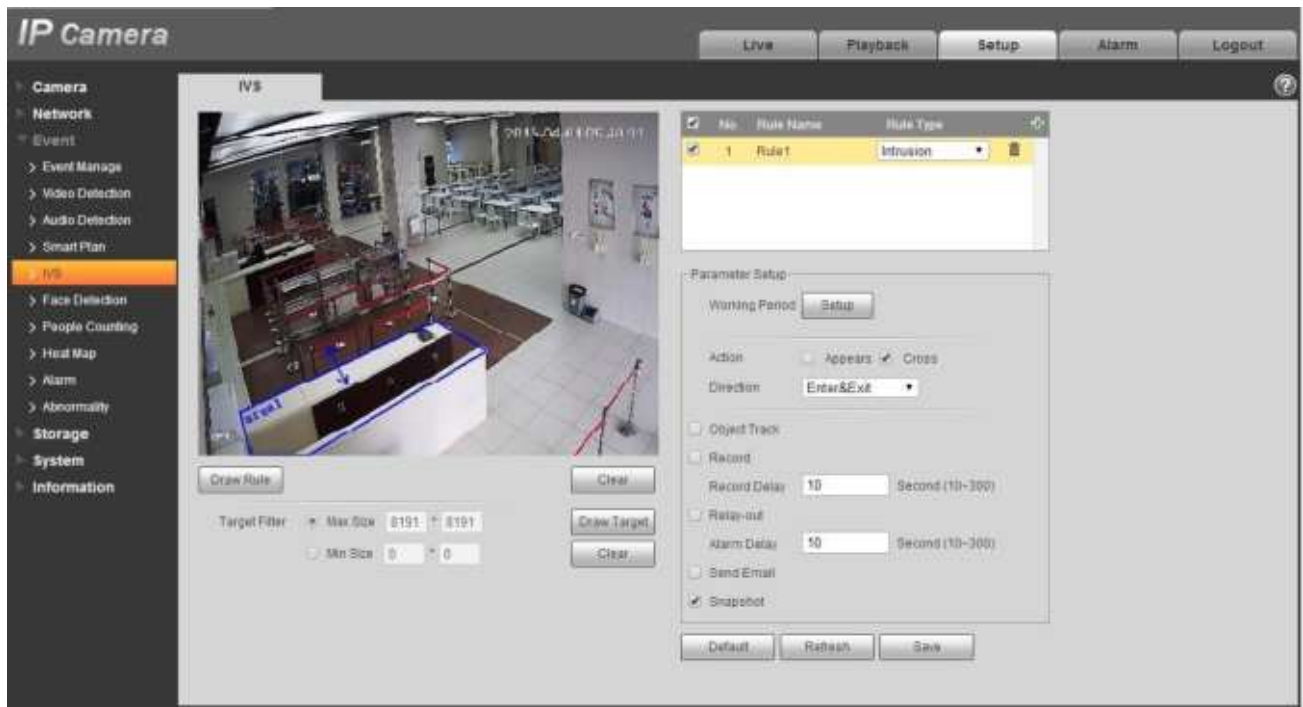 IP Camera
Live
Playback
Setup
Alarm
Logout
Camera
Network
Event
Event Manage
Video Detection
Audio Detection
Smart Plan
IVS
Face Detection
People Counting
Heat Map
Alarm
Abnormality
Storage
System
Information
IVS
No.
Rule Name
Rule Type
1
Rule1
Intrusion
Parameter Setup
Working Period
Setup
Action
Appears
Cross
Direction
Enter&Exit
Object Track
Record
Record Delay
10
Second (10~300)
Relay-out
Alarm Delay
10
Second (10~300)
Send Email
Snapshot
Default
Refresh
Save
Draw Rule
Clear
Target Filter
Max Size
8191 * 8191
Draw Target
Min Size
0 * 0
Clear